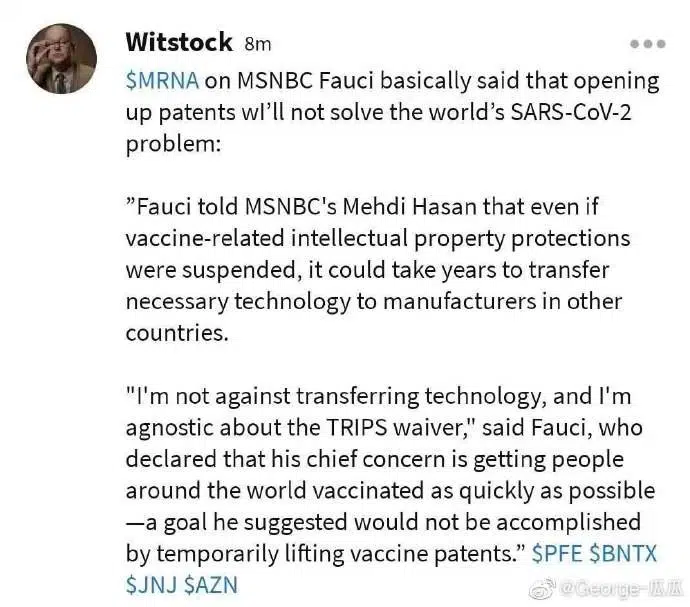 Witstock 8m
$MRNA on MSNBC Fauci basically said that opening
up patents wI’ll not solve the world’s SARS-CoV-2
problem:
”Fauci told MSNBC's Mehdi Hasan that even if
vaccine-related intellectual property protections
were suspended, it could take years to transfer
necessary technology to manufacturers in other
countries.
"I'm not against transferring technology, and I'm
agnostic about the TRIPS waiver," said Fauci, who
declared that his chief concern is getting people
around the world vaccinated as quickly as possible
—a goal he suggested would not be accomplished
by temporarily lifting vaccine patents.” $PFE $BNTX
$JNJ $AZN
@George-瓜瓜